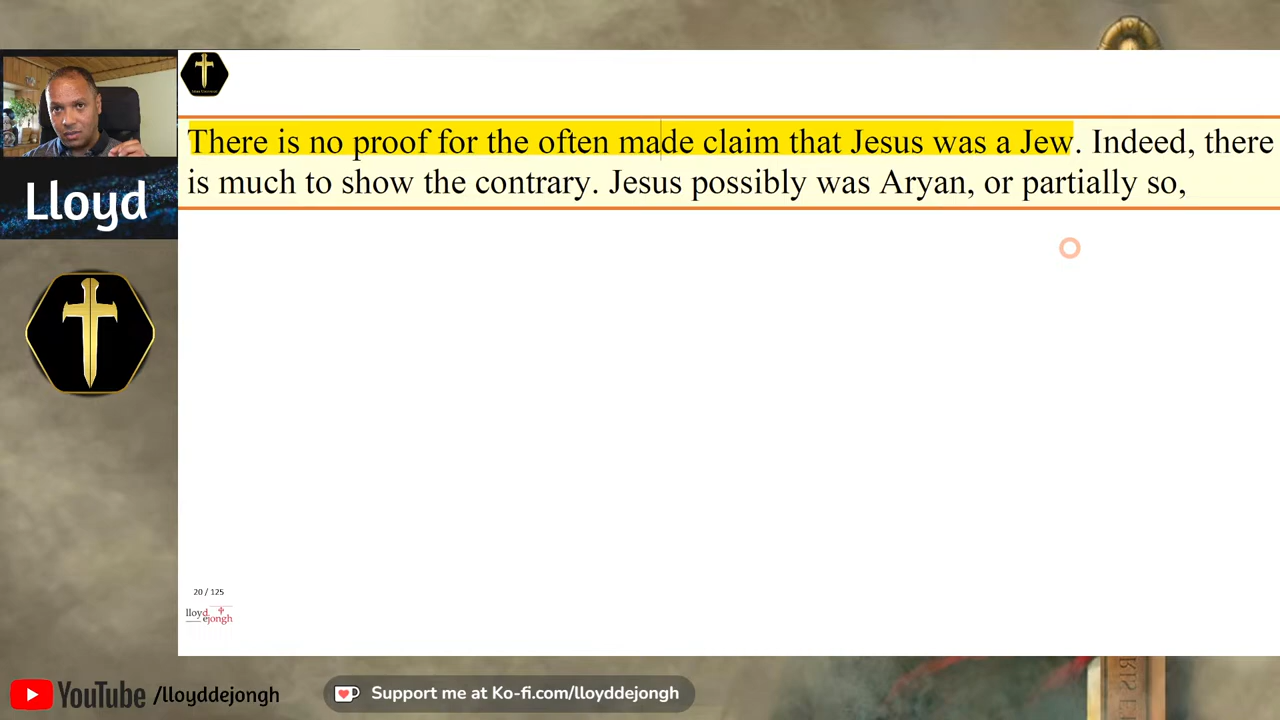 There is no proof for the often made claim that Jesus was a Jew. Indeed, there
is much to show the contrary. Jesus possibly was Aryan, or partially so,
Lloyd
20 / 125
lloyd
ejongh
YouTube /lloyddejongh
Support me at Ko-fi.com/lloyddejongh